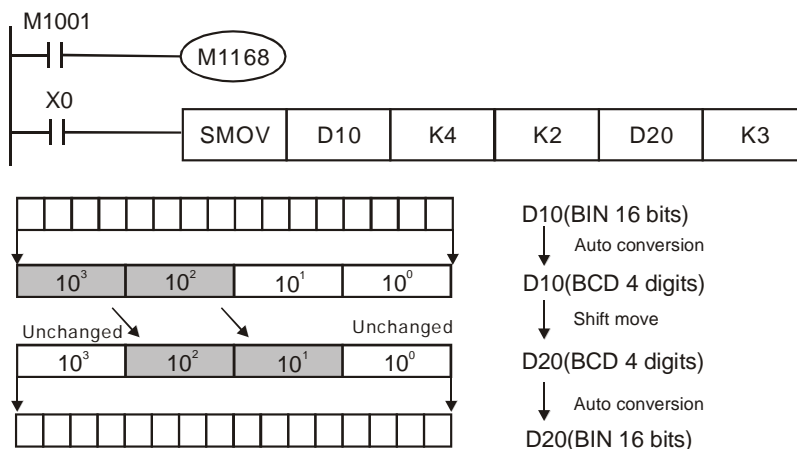 M1001
M1168
X0
SMOV D10 K4 K2 D20 K3
D10(BIN 16 bits)
Auto conversion
10³ 10² 10¹ 10⁰
D10(BCD 4 digits)
Shift move
Unchanged Unchanged
10³ 10² 10¹ 10⁰
D20(BCD 4 digits)
Auto conversion
D20(BIN 16 bits)